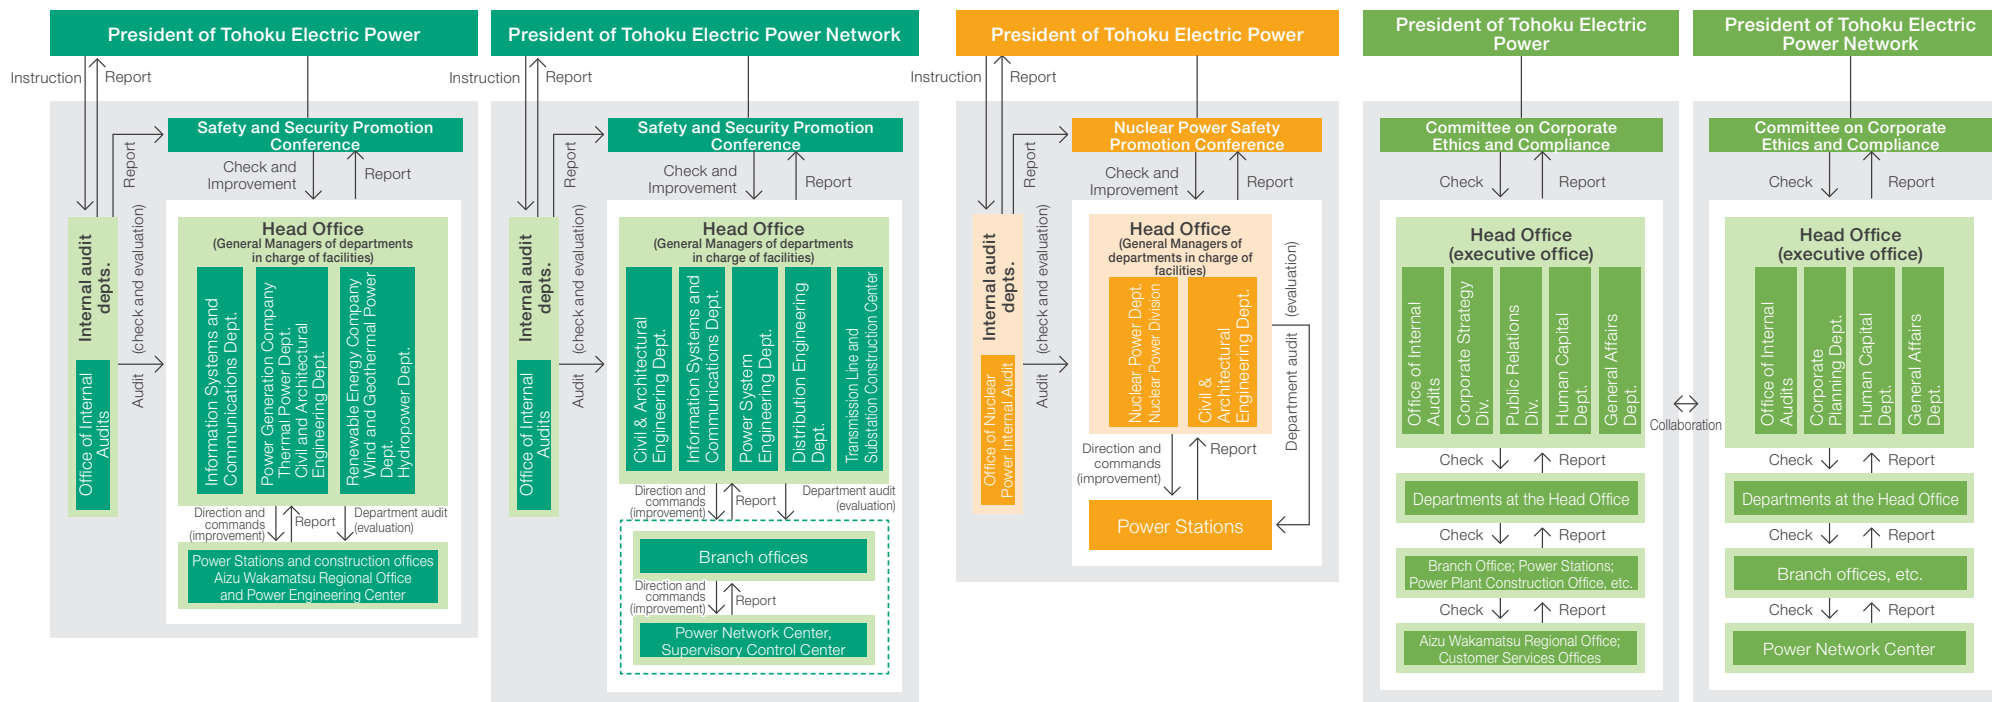 President of Tohoku Electric Power
Instruction
Report
Safety and Security Promotion
Conference
Report
Check and
Improvement
Report
Internal audit
depts.
Office of Internal
Audits
Audit
(check and evaluation)
Head Office
(General Managers of departments
in charge of facilities)
Information Systems and
Communications Dept.
Power Generation Company
Thermal Power Dept.
Civil and Architectural
Engineering Dept.
Renewable Energy Company
Wind and Geothermal Power
Dept.
Hydropower Dept.
Direction and
commands
(improvement)
Report
Department audit
(evaluation)
Power Stations and construction offices
Aizu Wakamatsu Regional Office
and Power Engineering Center
President of Tohoku Electric Power Network
Instruction
Report
Safety and Security Promotion
Conference
Report
Check and
Improvement
Report
Internal audit
depts.
Office of Internal
Audits
Audit
(check and evaluation)
Head Office
(General Managers of departments
in charge of facilities)
Civil & Architectural
Engineering Dept.
Information Systems and
Communications Dept.
Power System
Engineering Dept.
Distribution Engineering
Dept.
Transmission Line and
Substation Construction Center
Direction and
commands
(improvement)
Report
Department audit
(evaluation)
Branch offices
Direction and
commands
(improvement)
Report
Power Network Center,
Supervisory Control Center
President of Tohoku Electric Power
Instruction
Report
Nuclear Power Safety
Promotion Conference
Report
Check and
Improvement
Report
Internal audit
depts.
Office of Nuclear
Power Internal Audit
Audit
(check and evaluation)
Head Office
(General Managers of
departments in charge of
facilities)
Nuclear Power Dept.
Nuclear Power Division
Civil &
Architectural
Engineering Dept.
Department audit
(evaluation)
Direction and
commands
(improvement)
Report
Power Stations
President of Tohoku Electric
Power
Committee on Corporate
Ethics and Compliance
Check
Report
Head Office
(executive office)
Office of Internal
Audits
Corporate Strategy
Div.
Public Relations
Div.
Human Capital
Dept.
General Affairs
Dept.
Check
Report
Departments at the Head Office
Check
Report
Branch Office; Power Stations;
Power Plant Construction Office, etc.
Check
Report
Aizu Wakamatsu Regional Office;
Customer Services Offices
Collaboration
President of Tohoku Electric
Power Network
Committee on Corporate
Ethics and Compliance
Check
Report
Head Office
(executive office)
Office of Internal
Audits
Corporate
Planning Dept.
Human Capital
Dept.
General Affairs
Dept.
Check
Report
Departments at the Head Office
Check
Report
Branch offices, etc.
Check
Report
Power Network Center